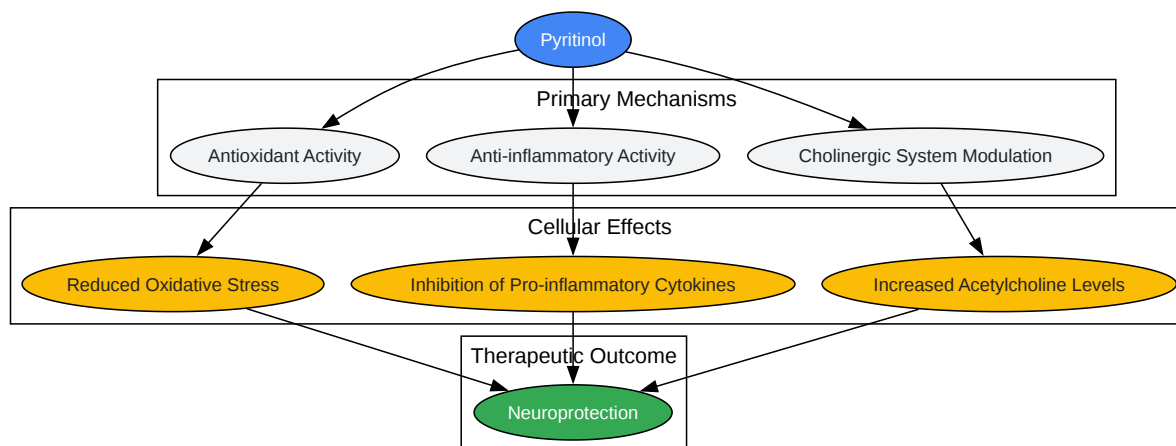 Pyritinol
Primary Mechanisms
Antioxidant Activity
Anti-inflammatory Activity
Cholinergic System Modulation
Cellular Effects
Reduced Oxidative Stress
Inhibition of Pro-inflammatory Cytokines
Increased Acetylcholine Levels
Therapeutic Outcome
Neuroprotection